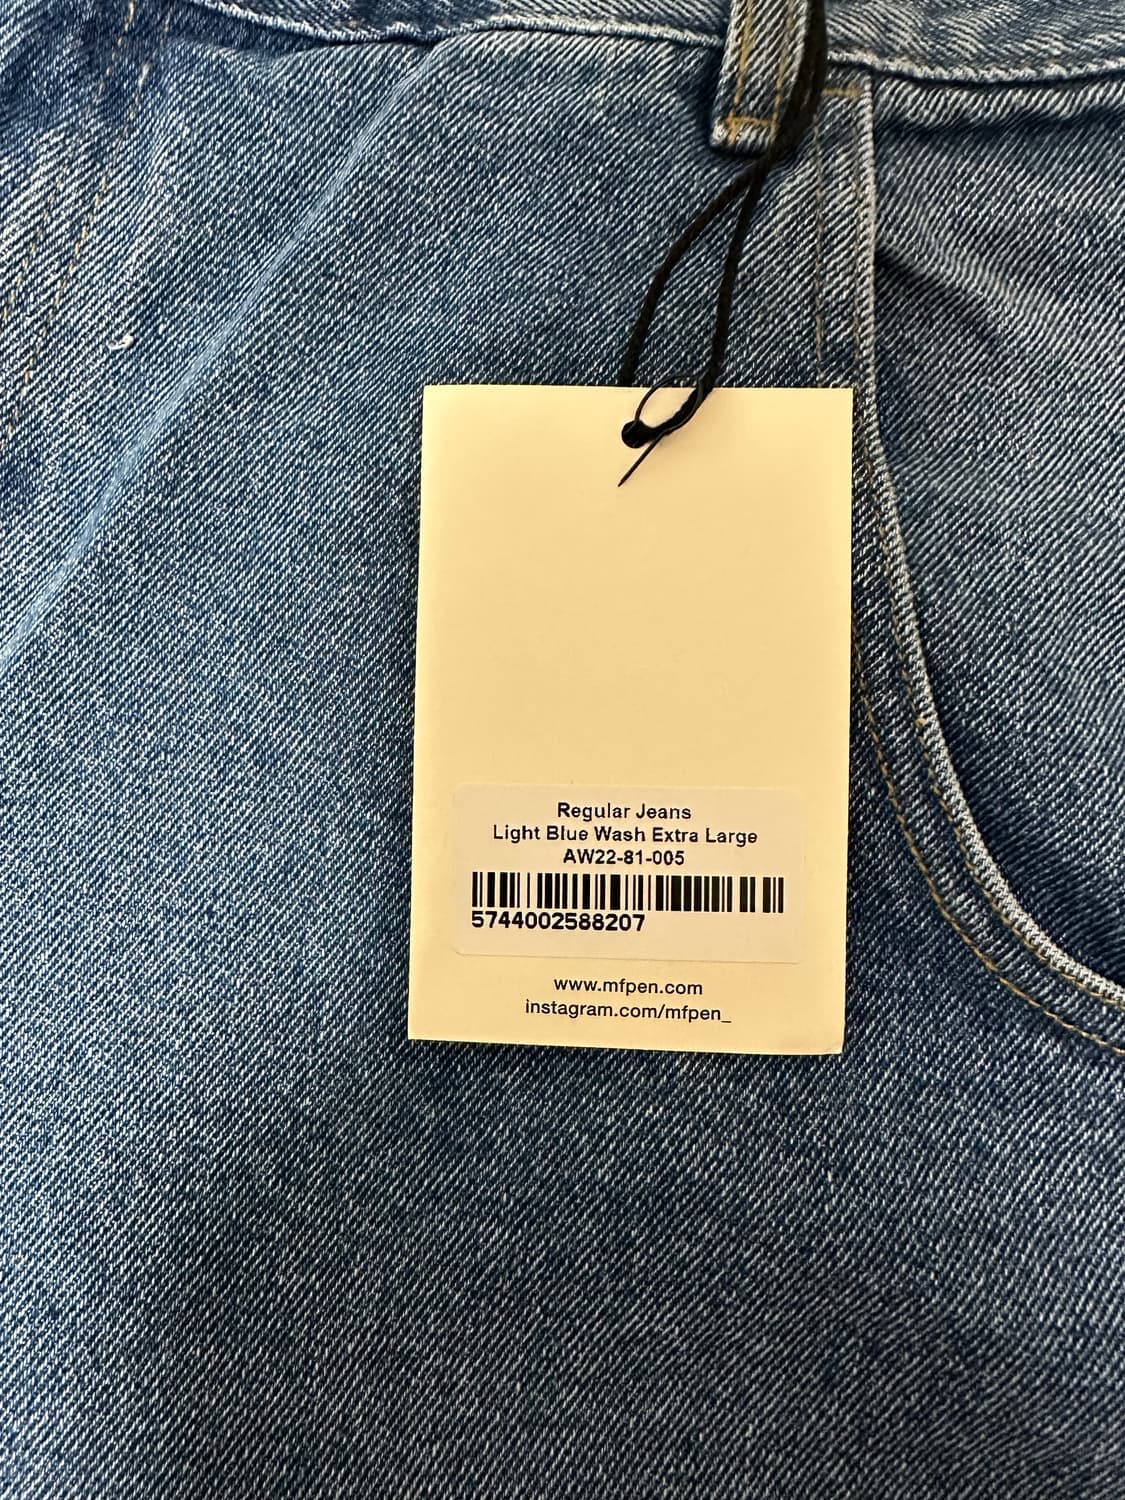 Regular Jeans
Light Blue Wash Extra Large
AW22-81-005
5744002588207
www.mfpen.com
instagram.com/mfpen_